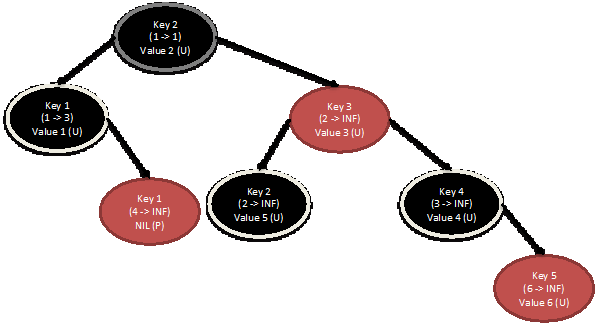 Key 2
(1 -> 1)
Value 2 (U)
Key 1
(1 -> 3)
Value 1 (U)
Key 3
(2 -> INF)
Value 3 (U)
Key 1
(4 -> INF)
NIL (P)
Key 2
(2 -> INF)
Value 5 (U)
Key 4
(3 -> INF)
Value 4 (U)
Key 5
(6 -> INF)
Value 6 (U)